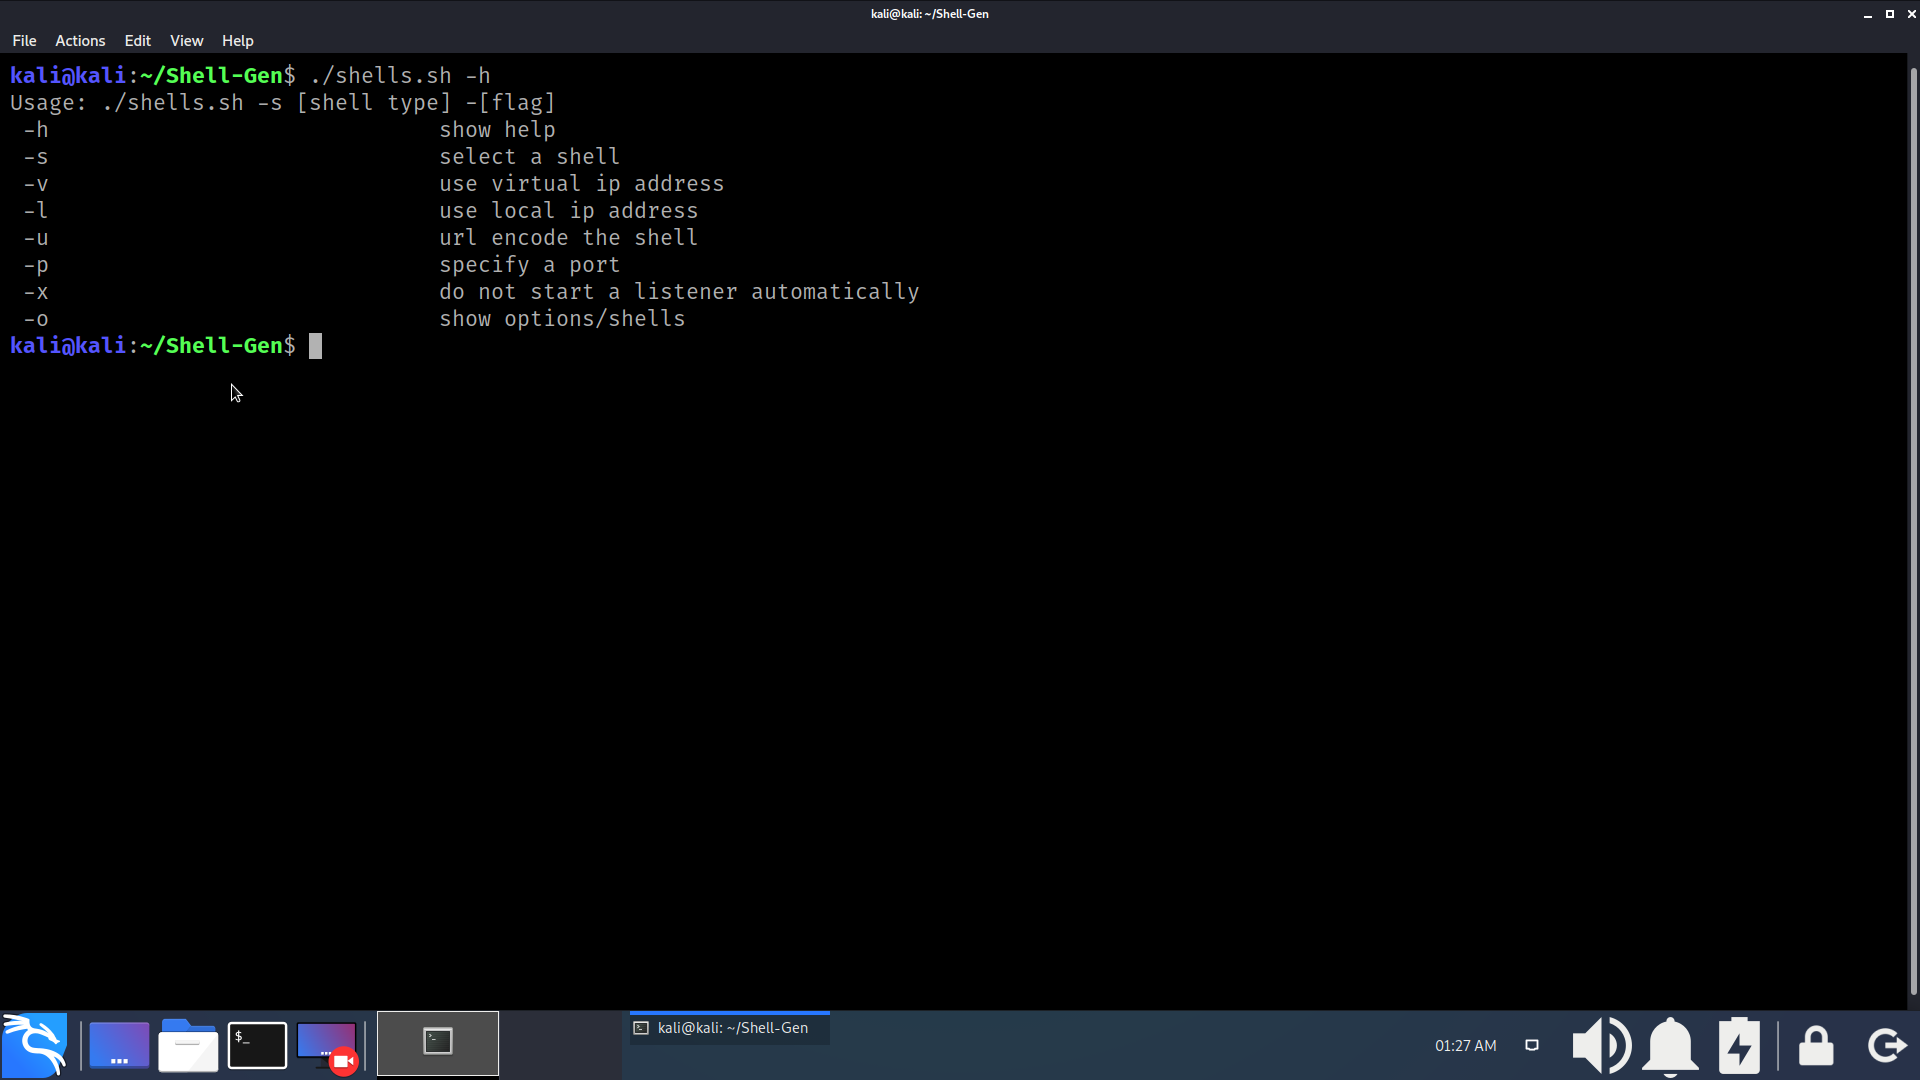 kali@kali: ~/Shell-Gen
File Actions Edit View Help
kali@kali:~/Shell-Gen$ ./shells.sh -h
Usage: ./shells.sh -s [shell type] -[flag]
-h show help
-s select a shell
-v use virtual ip address
-l use local ip address
-u url encode the shell
-p specify a port
-x do not start a listener automatically
-o show options/shells
kali@kali:~/Shell-Gen$
$_
kali@kali: ~/Shell-Gen
01:27 AM